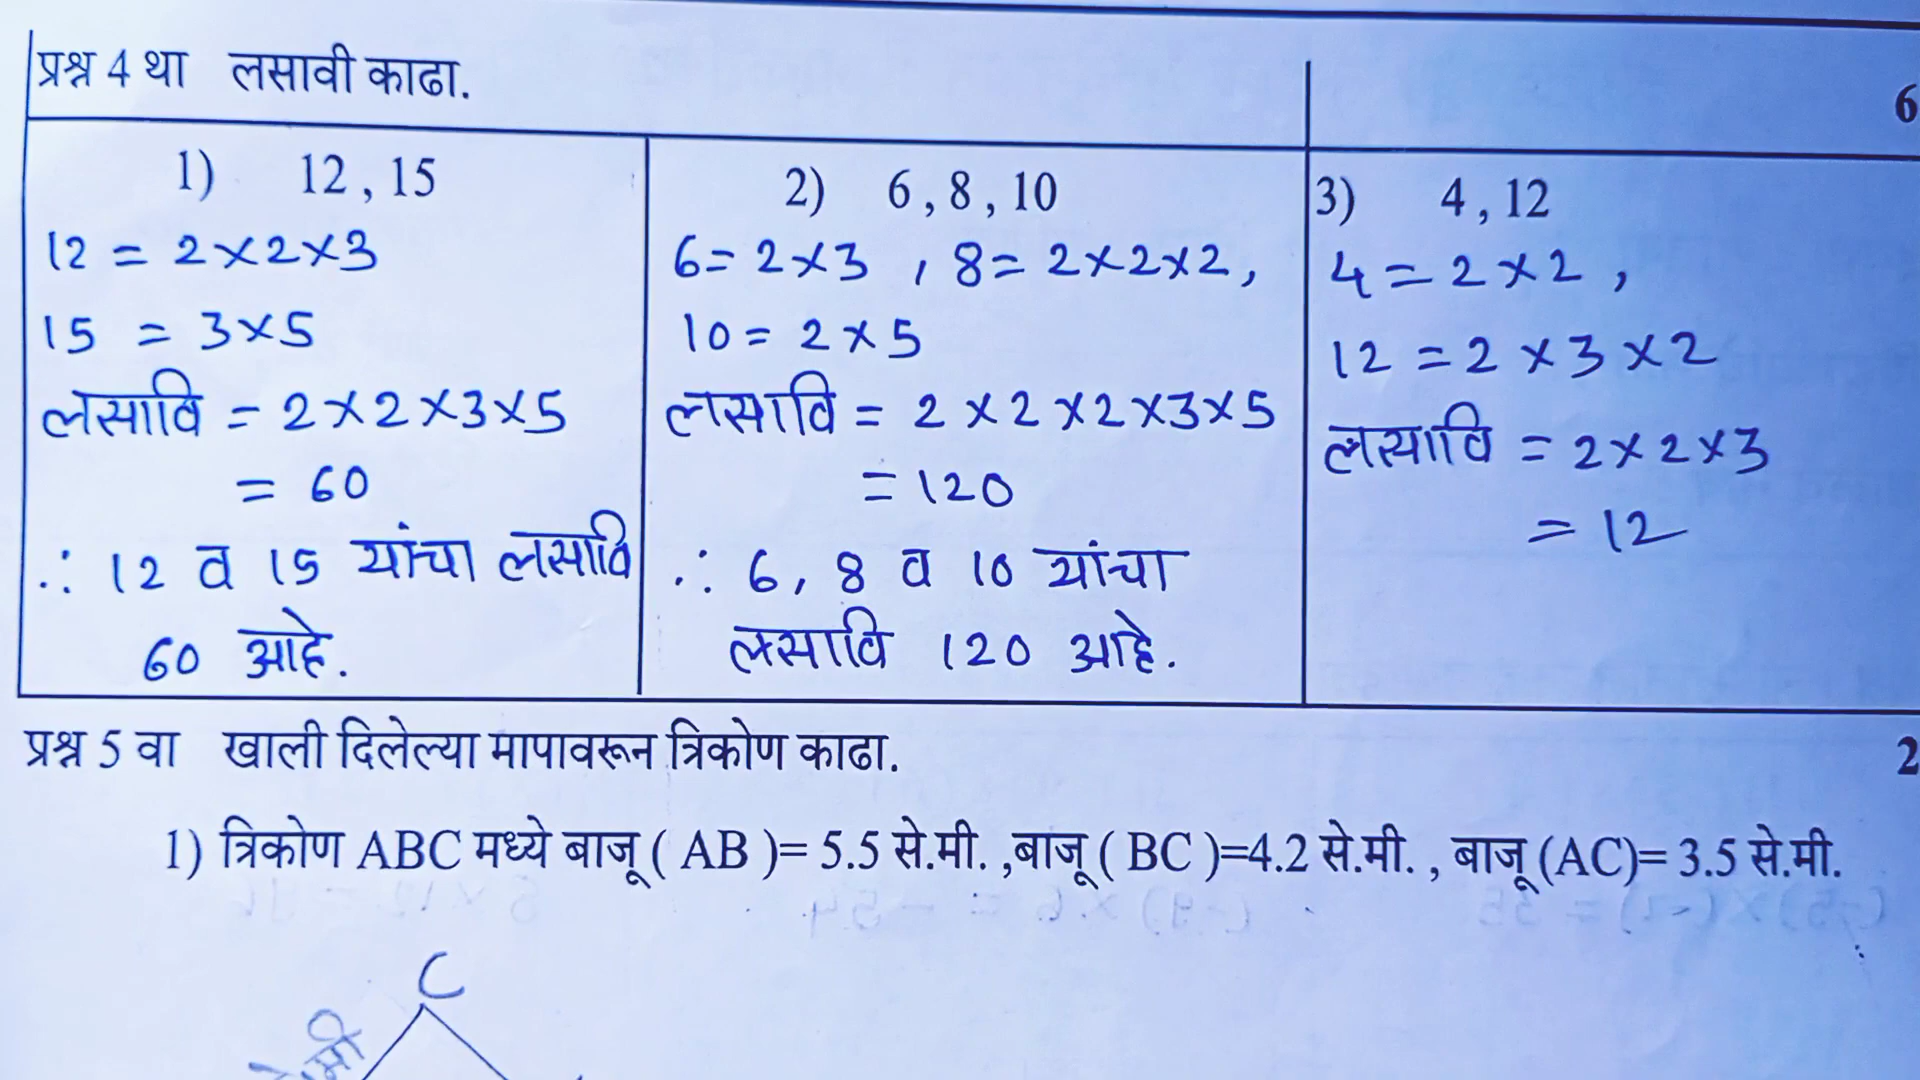 प्रश्न 4 था लसावी काढा. 6
1) 12 , 15
12 = 2×2×3
15 = 3×5
लसावि = 2×2×3×5
= 60
∴ 12 व 15 यांचा लसावि
60 आहे.
2) 6 , 8 , 10
6 = 2×3 , 8 = 2×2×2,
10 = 2×5
लसावि = 2×2×2×3×5
= 120
∴ 6, 8 व 10 यांचा
लसावि 120 आहे.
3) 4 , 12
4 = 2×2 ,
12 = 2×3×2
लसावि = 2×2×3
= 12
प्रश्न 5 वा खाली दिलेल्या मापावरून त्रिकोण काढा. 2
1) त्रिकोण ABC मध्ये बाजू ( AB )= 5.5 से.मी. ,बाजू ( BC )=4.2 से.मी. , बाजू (AC)= 3.5 से.मी.
C